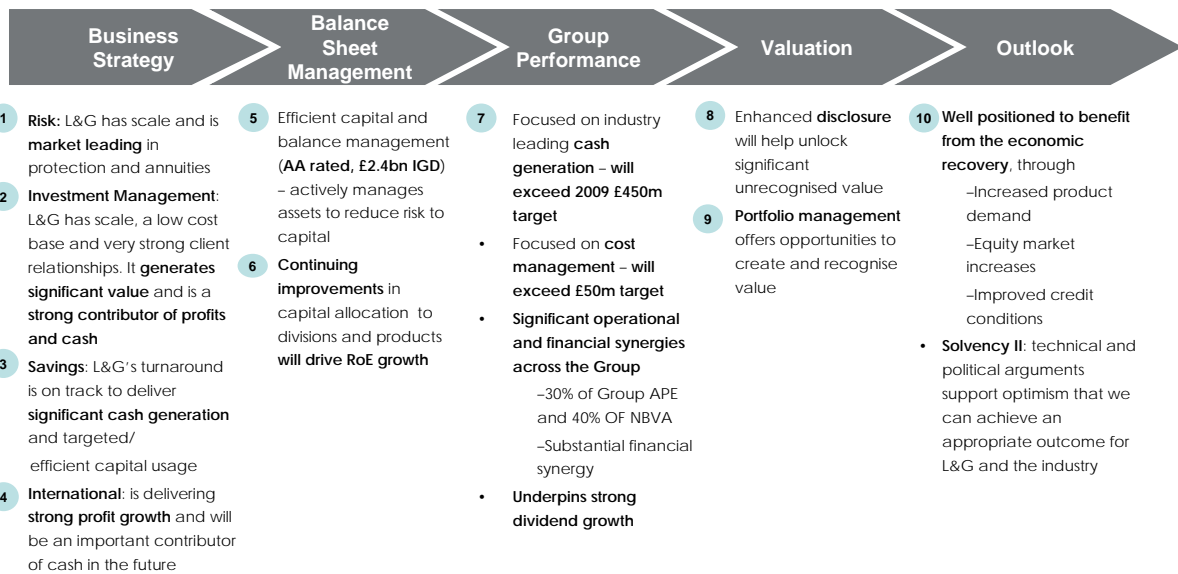 Business
Strategy
Balance
Sheet
Management
Group
Performance
Valuation
Outlook
1 Risk: L&G has scale and is
market leading in
protection and annuities
2 Investment Management:
L&G has scale, a low cost
base and very strong client
relationships. It generates
significant value and is a
strong contributor of profits
and cash
3 Savings: L&G's turnaround
is on track to deliver
significant cash generation
and targeted/
efficient capital usage
4 International: is delivering
strong profit growth and will
be an important contributor
of cash in the future
5 Efficient capital and
balance management
(AA rated, £2.4bn IGD)
– actively manages
assets to reduce risk to
capital
6 Continuing
improvements in
capital allocation to
divisions and products
will drive RoE growth
7 Focused on industry
leading cash
generation – will
exceed 2009 £450m
target
• Focused on cost
management – will
exceed £50m target
• Significant operational
and financial synergies
across the Group
–30% of Group APE
and 40% OF NBVA
–Substantial financial
synergy
• Underpins strong
dividend growth
8 Enhanced disclosure
will help unlock
significant
unrecognised value
9 Portfolio management
offers opportunities to
create and recognise
value
10 Well positioned to benefit
from the economic
recovery, through
–Increased product
demand
–Equity market
increases
–Improved credit
conditions
• Solvency II: technical and
political arguments
support optimism that we
can achieve an
appropriate outcome for
L&G and the industry